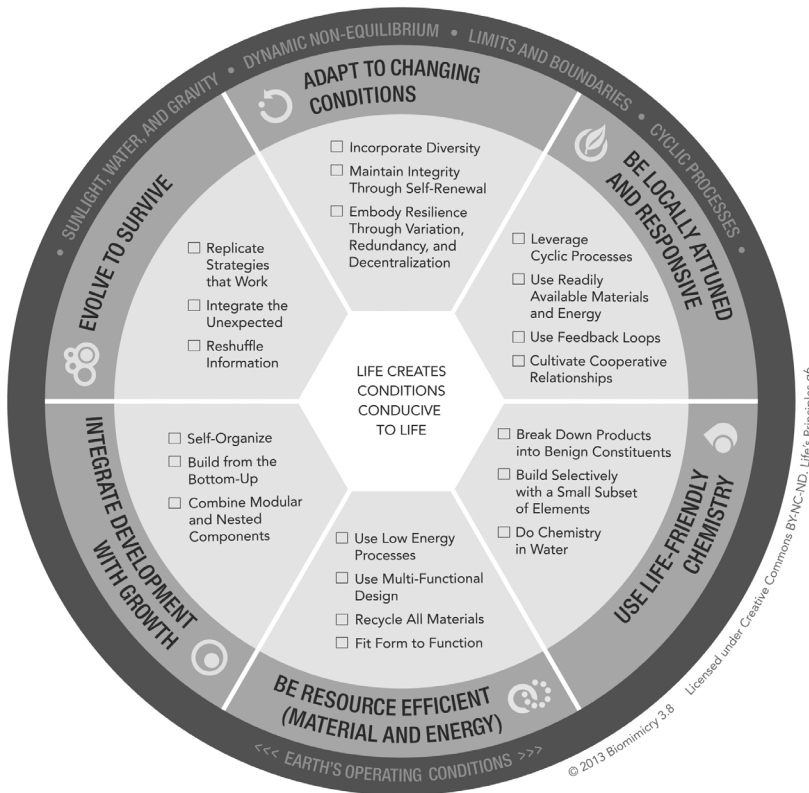 SUNLIGHT, WATER, AND GRAVITY • DYNAMIC NON-EQUILIBRIUM • LIMITS AND BOUNDARIES • CYCLIC PROCESSES •
ADAPT TO CHANGING
CONDITIONS
Incorporate Diversity
Maintain Integrity
Through Self-Renewal
Embody Resilience
Through Variation,
Redundancy, and
Decentralization
BE LOCALLY ATTUNED
AND RESPONSIVE
Leverage
Cyclic Processes
Use Readily
Available Materials
and Energy
Use Feedback Loops
Cultivate Cooperative
Relationships
USE LIFE-FRIENDLY
CHEMISTRY
Break Down Products
into Benign Constituents
Build Selectively
with a Small Subset
of Elements
Do Chemistry
in Water
BE RESOURCE EFFICIENT
(MATERIAL AND ENERGY)
Use Low Energy
Processes
Use Multi-Functional
Design
Recycle All Materials
Fit Form to Function
INTEGRATE DEVELOPMENT
WITH GROWTH
Self-Organize
Build from the
Bottom-Up
Combine Modular
and Nested
Components
EVOLVE TO SURVIVE
Replicate
Strategies
that Work
Integrate the
Unexpected
Reshuffle
Information
LIFE CREATES
CONDITIONS
CONDUCIVE
TO LIFE
<<< EARTH'S OPERATING CONDITIONS >>>
© 2013 Biomimicry 3.8 Licensed under Creative Commons BY-NC-ND. Life's Principles